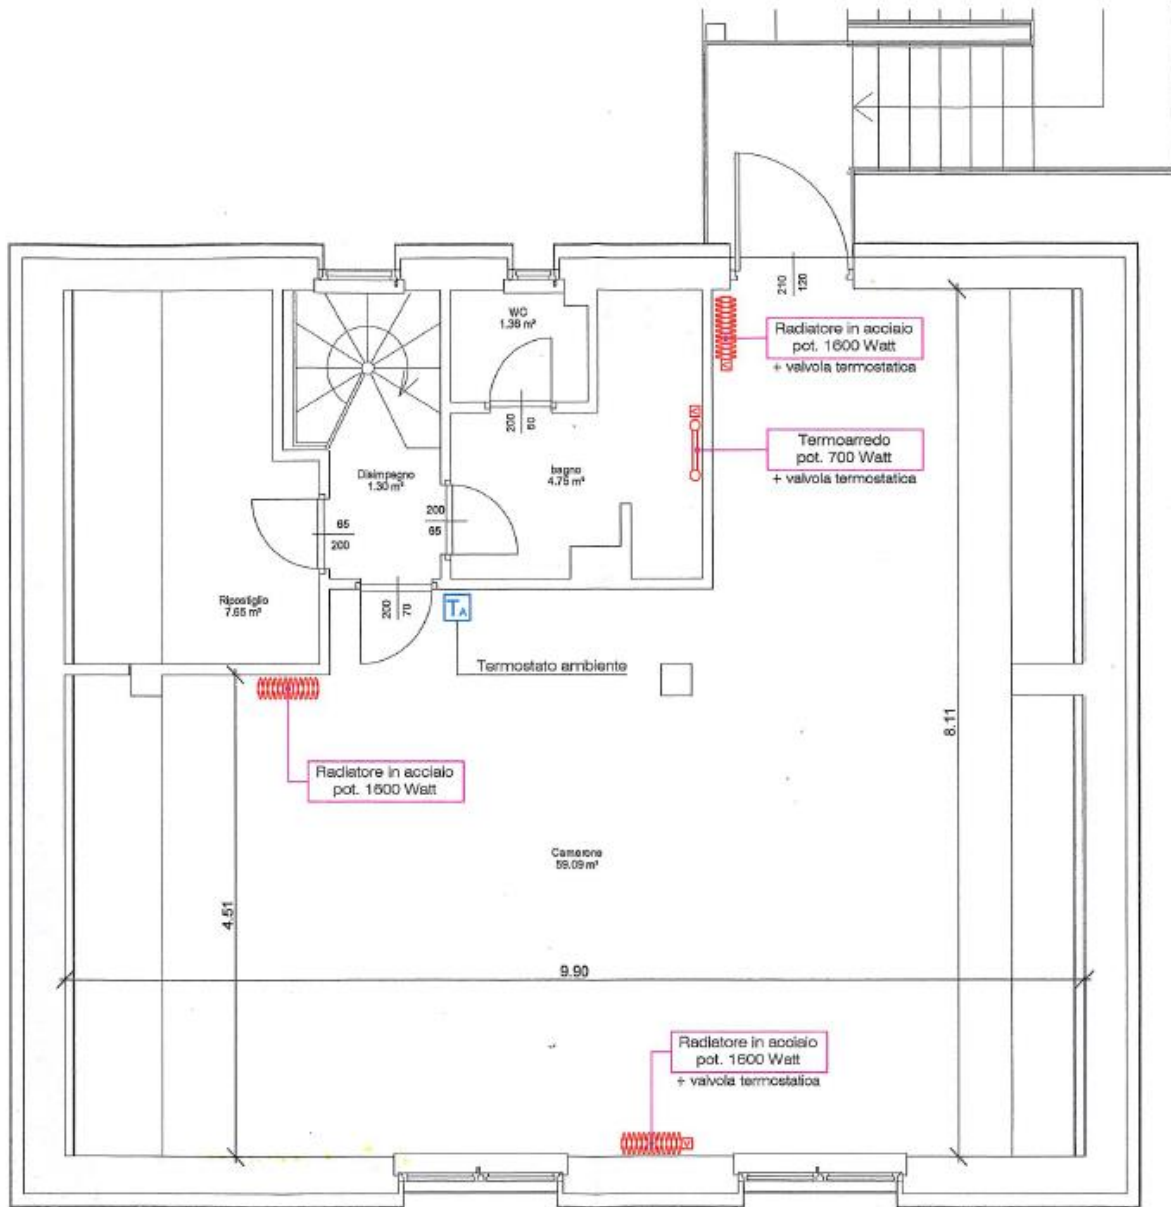 210
120
WC
1.36 m²
Radiatore in acciaio
pot. 1600 Watt
+ valvola termostatica
200
60
Termoarredo
pot. 700 Watt
+ valvola termostatica
Disimpegno
1.30 m²
bagno
4.75 m²
65
200
200
65
Ripostiglio
7.65 m²
200
70
TA
Termostato ambiente
8.11
Radiatore in acciaio
pot. 1600 Watt
Camerone
59.09 m²
4.51
9.90
Radiatore in acciaio
pot. 1600 Watt
+ valvola termostatica
V
V
V